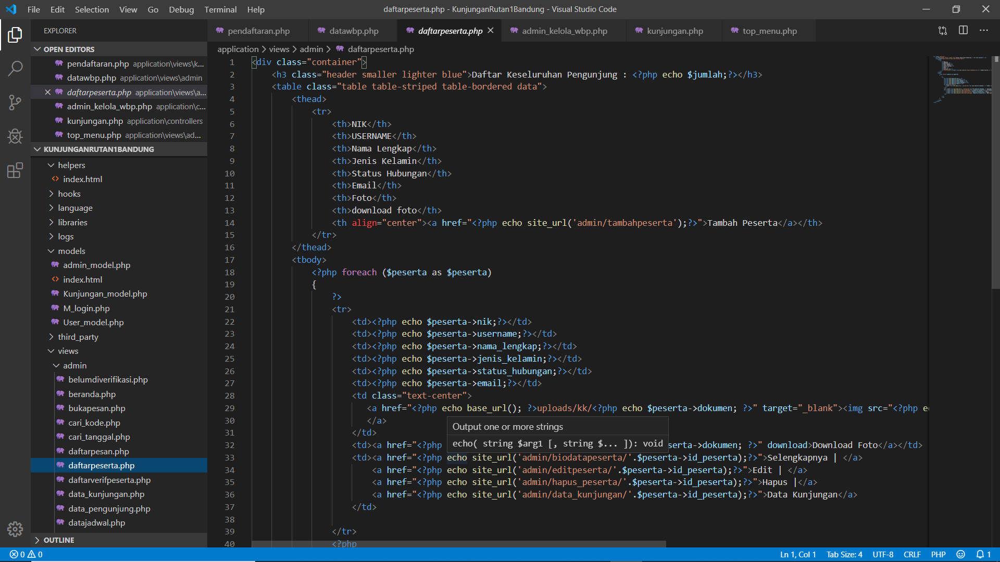 File Edit Selection View Go Debug Terminal Help
daftarpeserta.php - KunjunganRutan1Bandung - Visual Studio Code
EXPLORER
OPEN EDITORS
pendaftaran.php application\views\k...
datawbp.php application\views\admin
daftarpeserta.php application\views\a...
admin_kelola_wbp.php application\c...
kunjungan.php application\controllers
top_menu.php application\views\ad...
KUNJUNGANRUTAN1BANDUNG
helpers
index.html
hooks
language
libraries
logs
models
admin_model.php
index.html
Kunjungan_model.php
M_login.php
User_model.php
third_party
views
admin
belumdiverifikasi.php
beranda.php
bukapesan.php
cari_kode.php
cari_tanggal.php
daftarpesan.php
daftarpeserta.php
daftarverifpeserta.php
data_kunjungan.php
data_pengunjung.php
datajadwal.php
OUTLINE
pendaftaran.php datawbp.php daftarpeserta.php admin_kelola_wbp.php kunjungan.php top_menu.php
application > views > admin > daftarpeserta.php
1 <div class="container">
2 <h3 class="header smaller lighter blue">Daftar Keseluruhan Pengunjung : <?php echo $jumlah;?></h3>
3 <table class="table table-striped table-bordered data">
4 <thead>
5 <tr>
6 <th>NIK</th>
7 <th>USERNAME</th>
8 <th>Nama Lengkap</th>
9 <th>Jenis Kelamin</th>
10 <th>Status Hubungan</th>
11 <th>Email</th>
12 <th>Foto</th>
13 <th>download foto</th>
14 <th align="center"><a href="<?php echo site_url('admin/tambahpeserta');?>">Tambah Peserta</a></th>
15 </tr>
16 </thead>
17 <tbody>
18 <?php foreach ($peserta as $peserta)
19 {
20 ?>
21 <tr>
22 <td><?php echo $peserta->nik;?></td>
23 <td><?php echo $peserta->username;?></td>
24 <td><?php echo $peserta->nama_lengkap;?></td>
25 <td><?php echo $peserta->jenis_kelamin;?></td>
26 <td><?php echo $peserta->status_hubungan;?></td>
27 <td><?php echo $peserta->email;?></td>
28 <td class="text-center">
29 <a href="<?php echo base_url(); ?>uploads/kk/<?php echo $peserta->dokumen; ?>" target="_blank"><img src="<?php e
30 </a>
Output one or more strings
31 </td>
echo( string $arg1 [, string $... ]): void
32 <td><a href="<?php serta->dokumen; ?>" download>Download Foto</a></td>
33 <td><a href="<?php echo site_url('admin/biodatapeserta/'.$peserta->id_peserta);?>">Selengkapnya | </a>
34 <a href="<?php echo site_url('admin/editpeserta/'.$peserta->id_peserta);?>">Edit | </a>
35 <a href="<?php echo site_url('admin/hapus_peserta/'.$peserta->id_peserta);?>">Hapus |</a>
36 <a href="<?php echo site_url('admin/data_kunjungan/'.$peserta->id_peserta);?>">Data Kunjungan</a>
37 </td>
38
39 </tr>
40 <?php
0 0 Ln 1, Col 1 Tab Size: 4 UTF-8 CRLF PHP 1